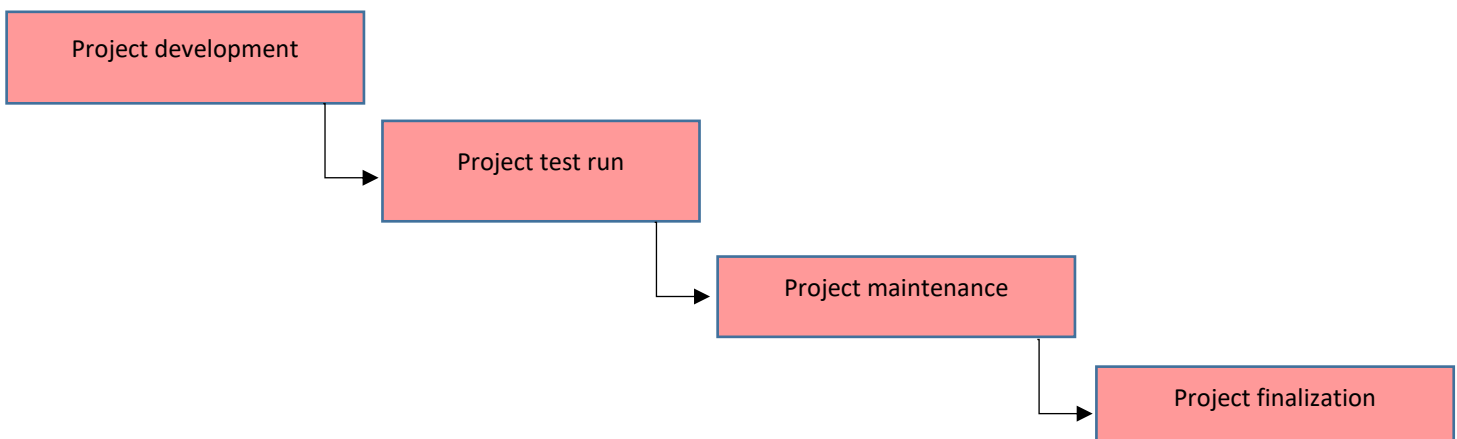 Project development
Project test run
Project maintenance
Project finalization